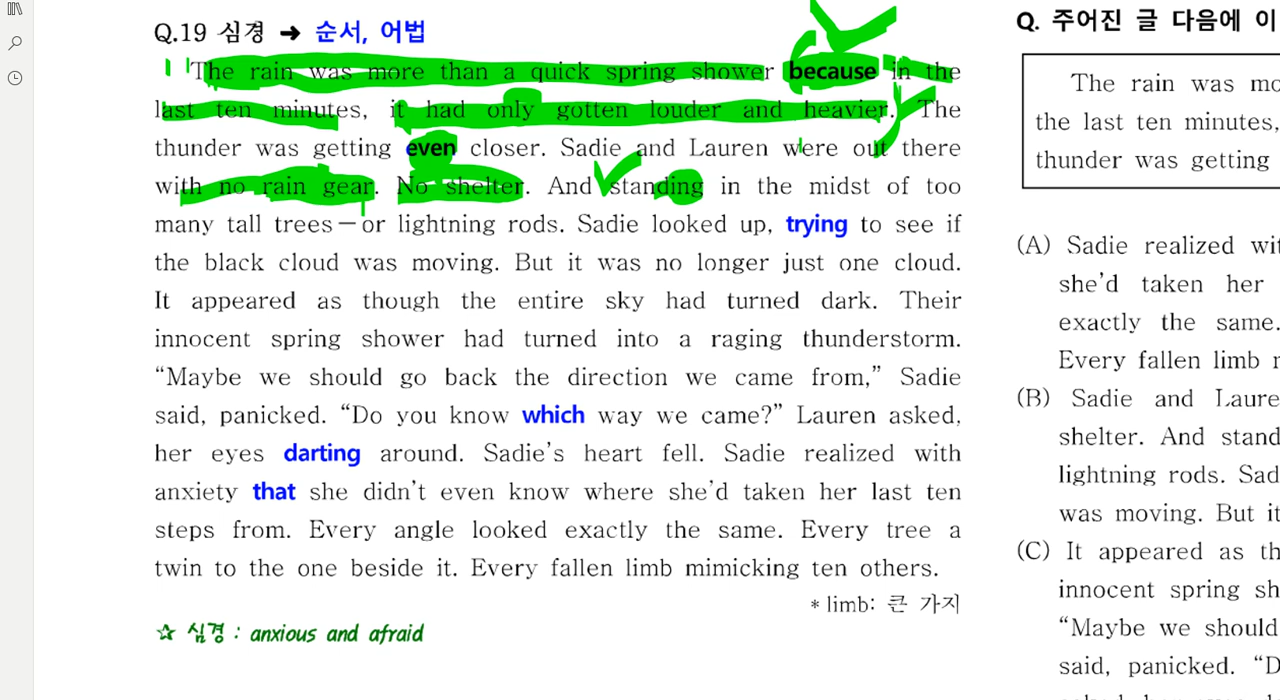 Q.19 심경 → 순서, 어법
The rain was more than a quick spring shower because in the
last ten minutes, it had only gotten louder and heavier. The
thunder was getting even closer. Sadie and Lauren were out there
with no rain gear. No shelter. And standing in the midst of too
many tall trees—or lightning rods. Sadie looked up, trying to see if
the black cloud was moving. But it was no longer just one cloud.
It appeared as though the entire sky had turned dark. Their
innocent spring shower had turned into a raging thunderstorm.
“Maybe we should go back the direction we came from,” Sadie
said, panicked. “Do you know which way we came?” Lauren asked,
her eyes darting around. Sadie’s heart fell. Sadie realized with
anxiety that she didn’t even know where she’d taken her last ten
steps from. Every angle looked exactly the same. Every tree a
twin to the one beside it. Every fallen limb mimicking ten others.
* limb: 큰 가지
☆ 심경 : anxious and afraid
Q. 주어진 글 다음에 이
The rain was mo
the last ten minutes,
thunder was getting
(A) Sadie realized wit
she’d taken her
exactly the same.
Every fallen limb
(B) Sadie and Laure
shelter. And stand
lightning rods. Sad
was moving. But it
(C) It appeared as th
innocent spring sh
“Maybe we should
said, panicked. “D